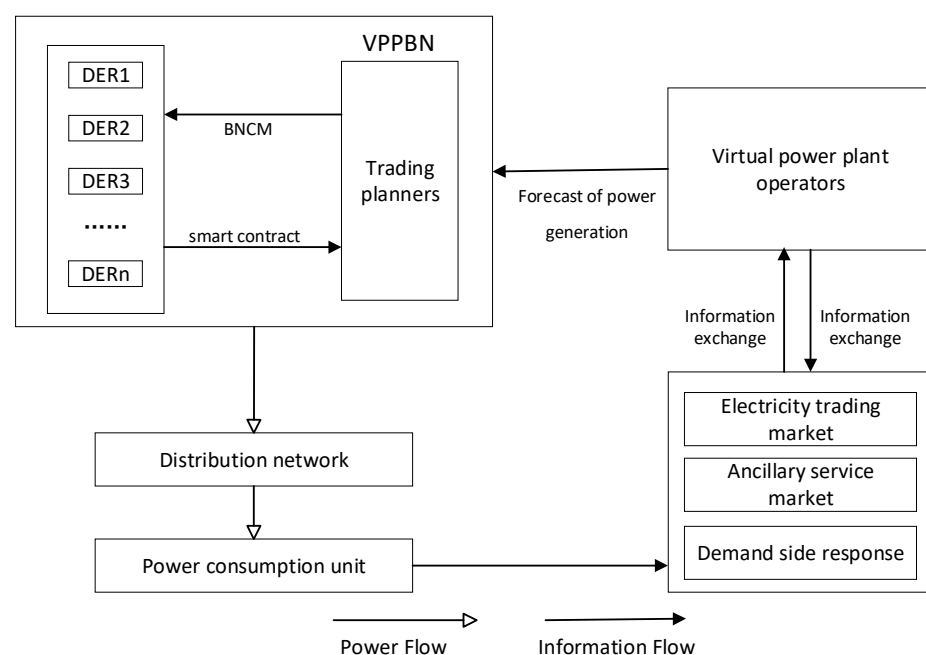 VPPBN
DER1
DER2
DER3
......
DERn
BNCM
smart contract
Trading
planners
Forecast of power
generation
Virtual power plant
operators
Information
exchange
Information
exchange
Electricity trading
market
Ancillary service
market
Demand side response
Distribution network
Power consumption unit
Power Flow
Information Flow